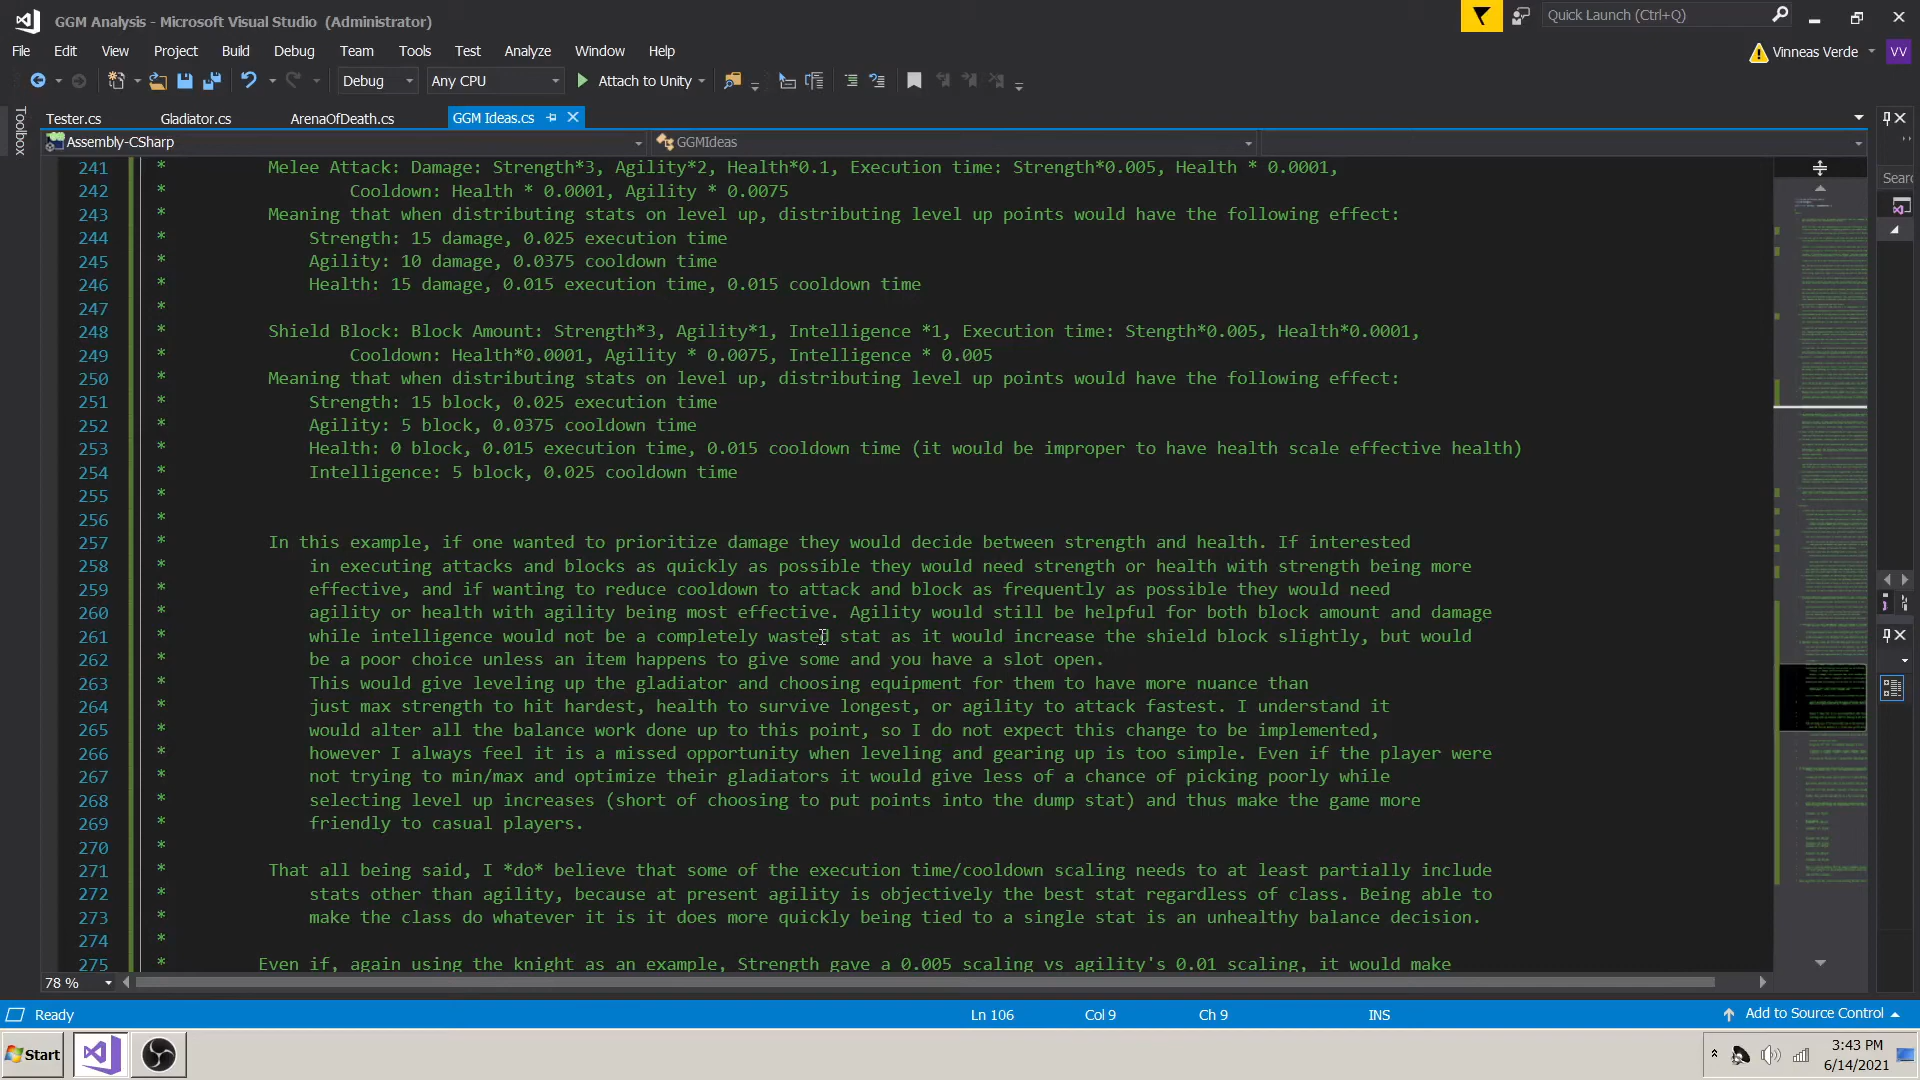 GGM Analysis - Microsoft Visual Studio (Administrator)
Quick Launch (Ctrl+Q)
File Edit View Project Build Debug Team Tools Test Analyze Window Help
Vinneas Verde VV
Debug Any CPU Attach to Unity
Toolbox
Tester.cs Gladiator.cs ArenaOfDeath.cs GGM Ideas.cs
Assembly-CSharp GGMIdeas
Sear
241 * Melee Attack: Damage: Strength*3, Agility*2, Health*0.1, Execution time: Strength*0.005, Health * 0.0001,
242 * Cooldown: Health * 0.0001, Agility * 0.0075
243 * Meaning that when distributing stats on level up, distributing level up points would have the following effect:
244 * Strength: 15 damage, 0.025 execution time
245 * Agility: 10 damage, 0.0375 cooldown time
246 * Health: 15 damage, 0.015 execution time, 0.015 cooldown time
247 *
248 * Shield Block: Block Amount: Strength*3, Agility*1, Intelligence *1, Execution time: Stength*0.005, Health*0.0001,
249 * Cooldown: Health*0.0001, Agility * 0.0075, Intelligence * 0.005
250 * Meaning that when distributing stats on level up, distributing level up points would have the following effect:
251 * Strength: 15 block, 0.025 execution time
252 * Agility: 5 block, 0.0375 cooldown time
253 * Health: 0 block, 0.015 execution time, 0.015 cooldown time (it would be improper to have health scale effective health)
254 * Intelligence: 5 block, 0.025 cooldown time
255 *
256 *
257 * In this example, if one wanted to prioritize damage they would decide between strength and health. If interested
258 * in executing attacks and blocks as quickly as possible they would need strength or health with strength being more
259 * effective, and if wanting to reduce cooldown to attack and block as frequently as possible they would need
260 * agility or health with agility being most effective. Agility would still be helpful for both block amount and damage
261 * while intelligence would not be a completely wasted stat as it would increase the shield block slightly, but would
262 * be a poor choice unless an item happens to give some and you have a slot open.
263 * This would give leveling up the gladiator and choosing equipment for them to have more nuance than
264 * just max strength to hit hardest, health to survive longest, or agility to attack fastest. I understand it
265 * would alter all the balance work done up to this point, so I do not expect this change to be implemented,
266 * however I always feel it is a missed opportunity when leveling and gearing up is too simple. Even if the player were
267 * not trying to min/max and optimize their gladiators it would give less of a chance of picking poorly while
268 * selecting level up increases (short of choosing to put points into the dump stat) and thus make the game more
269 * friendly to casual players.
270 *
271 * That all being said, I *do* believe that some of the execution time/cooldown scaling needs to at least partially include
272 * stats other than agility, because at present agility is objectively the best stat regardless of class. Being able to
273 * make the class do whatever it is it does more quickly being tied to a single stat is an unhealthy balance decision.
274 *
275 Even if, again using the knight as an example, Strength gave a 0.005 scaling vs agility's 0.01 scaling, it would make
78 %
Ready Ln 106 Col 9 Ch 9 INS Add to Source Control
Start 3:43 PM
6/14/2021